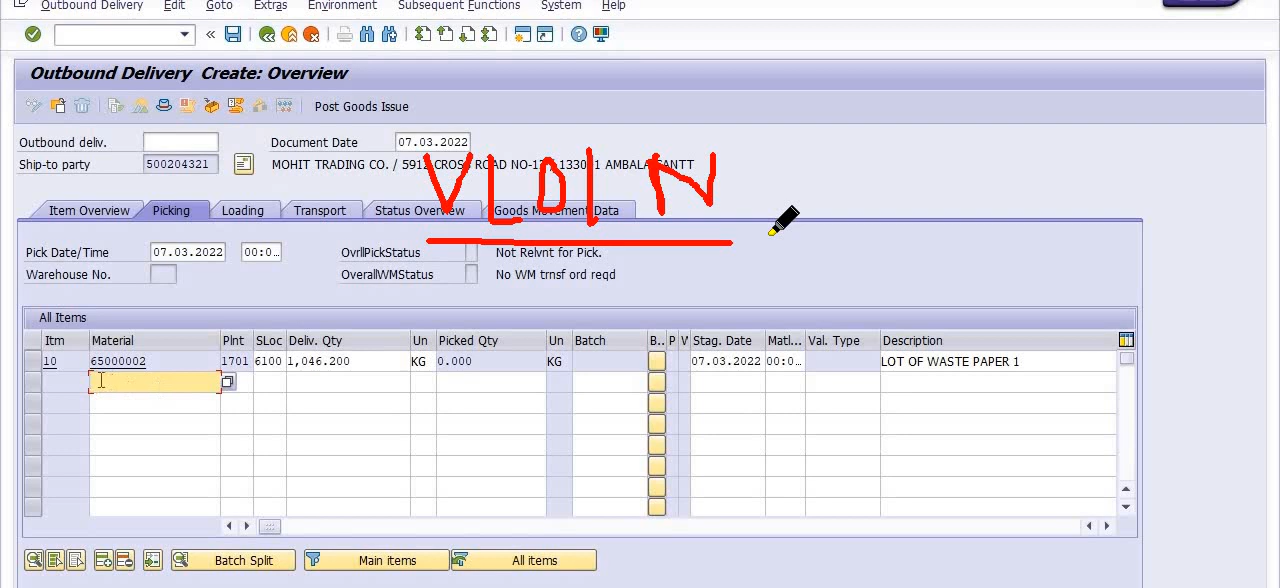 Outbound Delivery Edit Goto Extras Environment Subsequent Functions System Help
Outbound Delivery Create: Overview
Post Goods Issue
Outbound deliv. Document Date 07.03.2022
Ship-to party 500204321 MOHIT TRADING CO. / 5912 CROSS ROAD
VL01N
Item Overview Picking Loading Transport Status Overview Goods Movement Data
Pick Date/Time 07.03.2022 00:0... OvrllPickStatus Not Relvnt for Pick.
Warehouse No. OverallWMStatus No WM trnsf ord reqd
All Items
Itm Material Plnt SLoc Deliv. Qty Un Picked Qty Un Batch B.. P W Stag. Date Matl... Val. Type Description
10 65000002 1701 6100 1,046.200 KG 0.000 KG 07.03.2022 00:0... LOT OF WASTE PAPER 1
Batch Split Main items All items